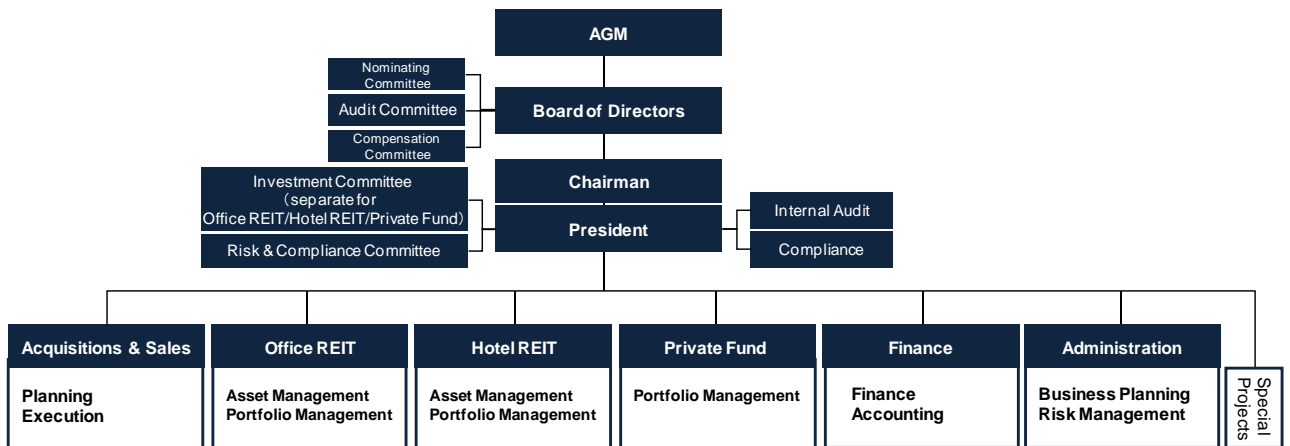 AGM
Nominating
Committee
Audit Committee
Board of Directors
Compensation
Committee
Investment Committee
（separate for
Office REIT/Hotel REIT/Private Fund）
Risk & Compliance Committee
Chairman
President
Internal Audit
Compliance
Acquisitions & Sales
Planning
Execution
Office REIT
Asset Management
Portfolio Management
Hotel REIT
Asset Management
Portfolio Management
Private Fund
Portfolio Management
Finance
Finance
Accounting
Administration
Business Planning
Risk Management
Special
Projects